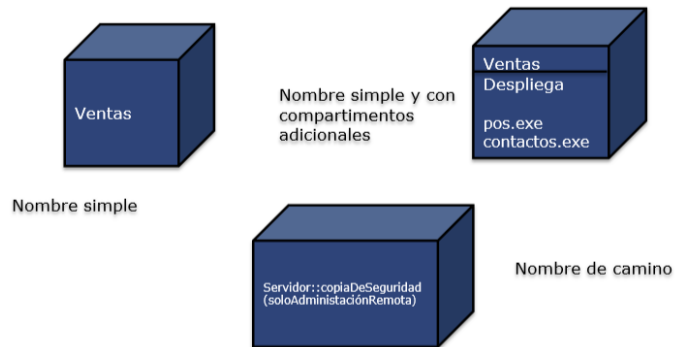 Ventas
Nombre simple
Nombre simple y con
compartimentos
adicionales
Ventas
Despliega
pos.exe
contactos.exe
Servidor::copiaDeSeguridad
(soloAdministaciónRemota)
Nombre de camino